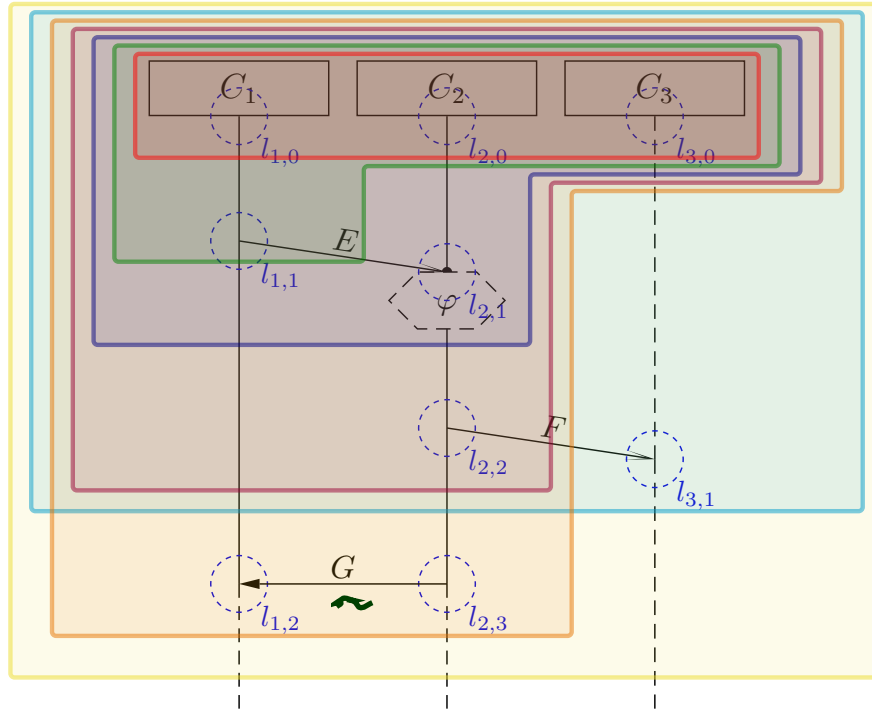 C₁ C₂ C₃
l₁,₀ l₂,₀ l₃,₀
E
l₁,₁ l₂,₁
φ
F
l₂,₂ l₃,₁
G
l₁,₂ l₂,₃